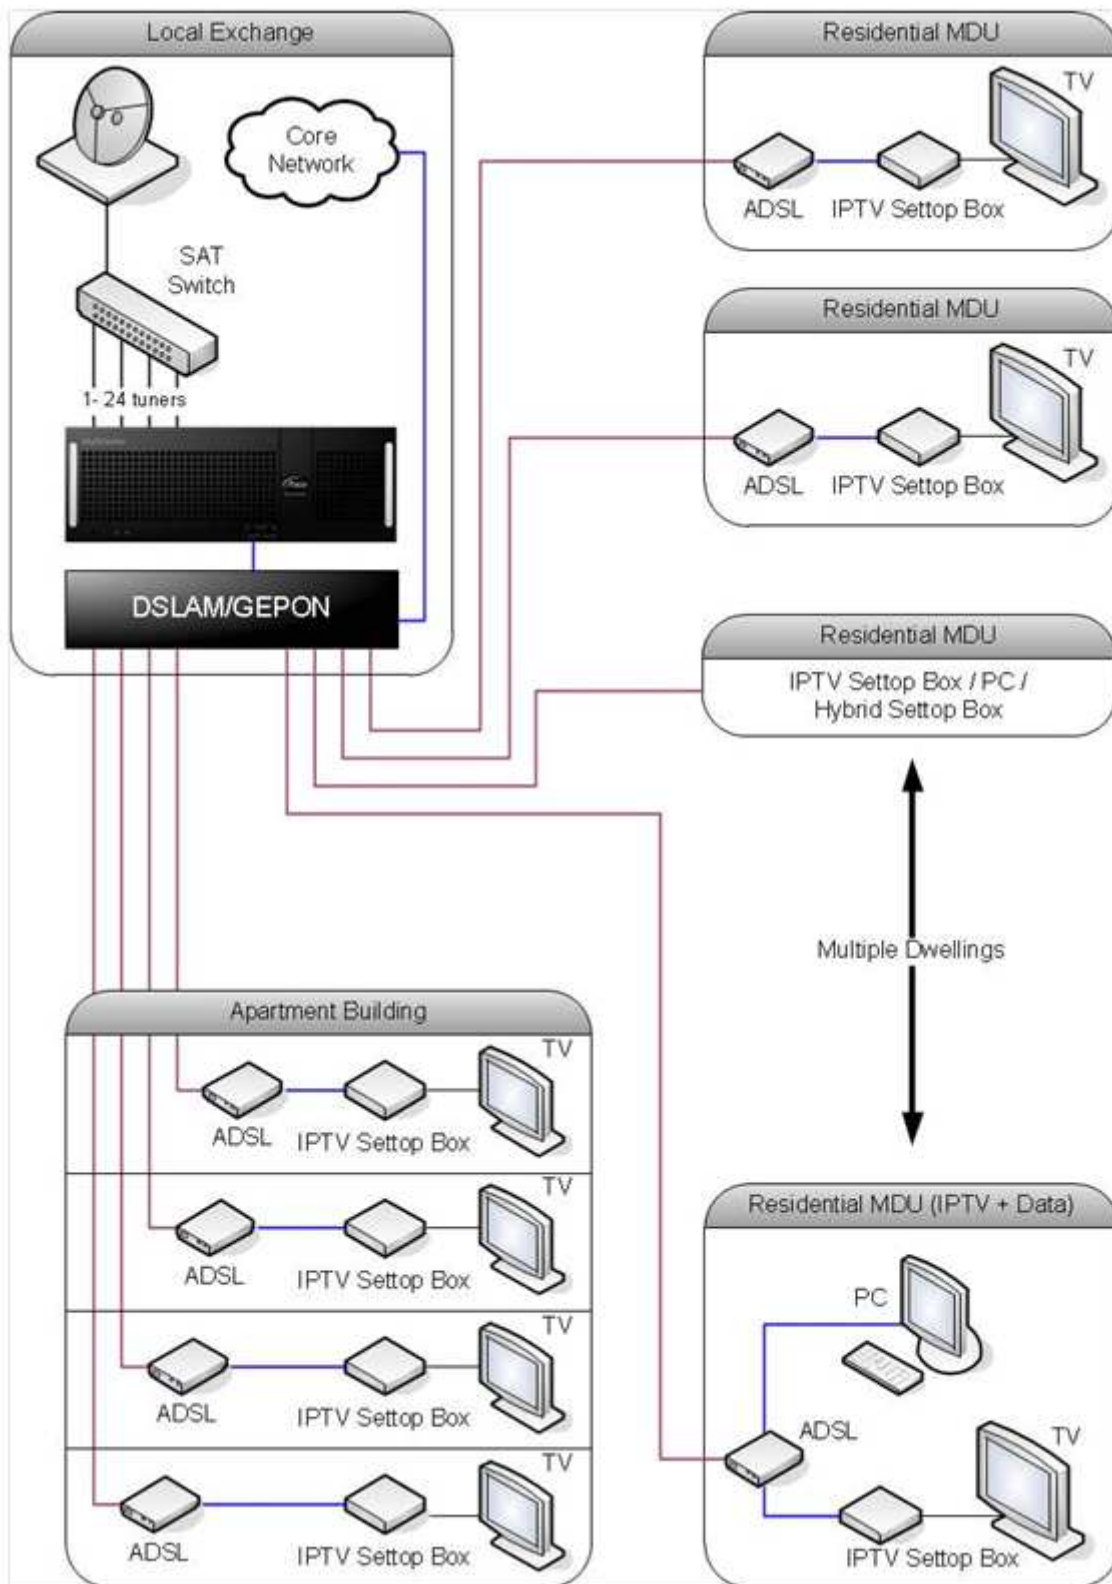 Local Exchange
Core
Network
SAT
Switch
1- 24 tuners
DSLAM/GEPON
Residential MDU
TV
ADSL
IPTV Settop Box
Residential MDU
TV
ADSL
IPTV Settop Box
Residential MDU
IPTV Settop Box / PC /
Hybrid Settop Box
Multiple Dwellings
Apartment Building
TV
ADSL
IPTV Settop Box
TV
ADSL
IPTV Settop Box
TV
ADSL
IPTV Settop Box
TV
ADSL
IPTV Settop Box
Residential MDU (IPTV + Data)
PC
ADSL
TV
IPTV Settop Box